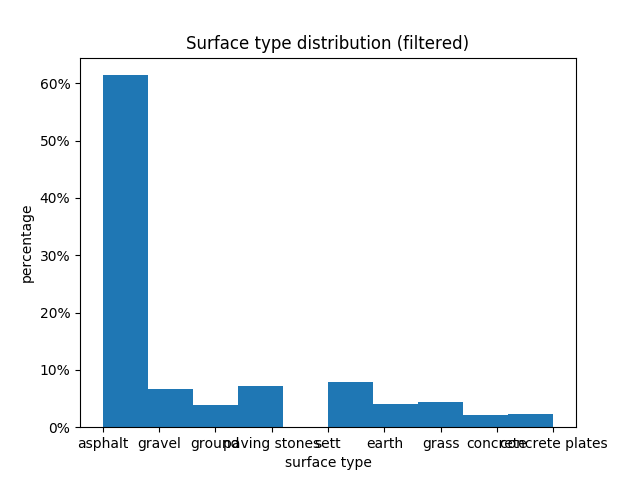 Surface type distribution (filtered)
60%
50%
40%
30%
20%
10%
0%
percentage
asphalt gravel ground paving stones sett earth grass concrete concrete plates
surface type